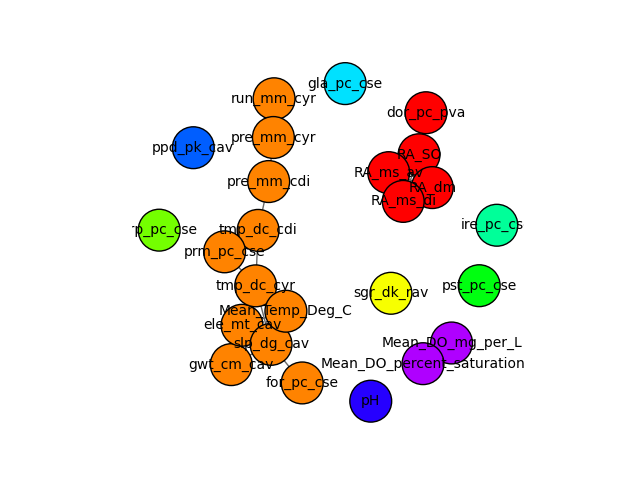 gla_pc_cse
run_mm_cyr
dor_pc_pva
pre_mm_cyr
ppd_pk_cav
RA_SO
RA_ms_av
pre_mm_cdi
RA_dm
RA_ms_di
ire_pc_cs
tmp_dc_cdi
rp_pc_cse
prm_pc_cse
tmp_dc_cyr
pst_pc_cse
sgr_dk_rav
Mean_Temp_Deg_C
ele_mt_cav
slp_dg_cav
Mean_DO_mg_per_L
Mean_DO_percent_saturation
gwt_cm_cav
for_pc_cse
pH